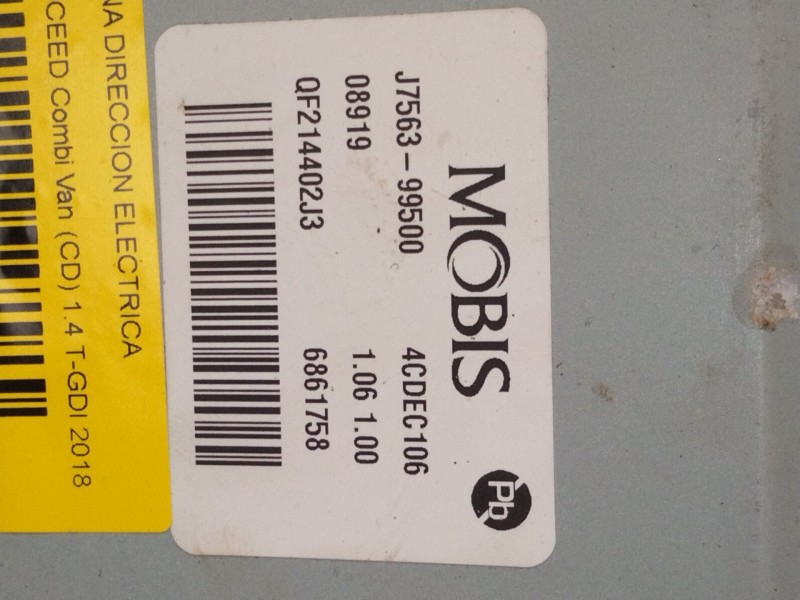 MOBIS
Pb
J7563-99500 4CDEC106
08919 1.06 1.00
QF214402J3 6861758
NA DIRECCION ELECTRICA
CEED Combi Van (CD) 1.4 T-GDI 2018